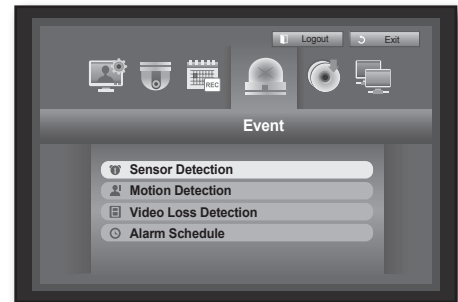 Logout Exit
REC
Event
Sensor Detection
Motion Detection
Video Loss Detection
Alarm Schedule